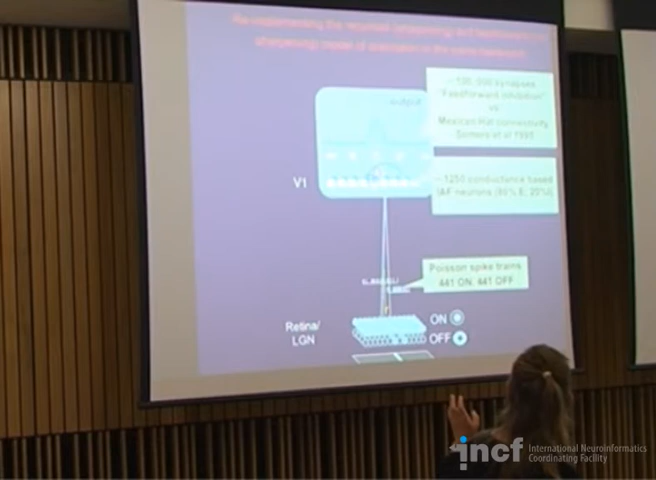 output
~ 100,000 synapses
"Feedforward inhibition"
vs
Mexican Hat connectivity
Somers et al 1995
V1
~ 1250 conductance based
I&F neurons (80% E, 20% I)
Poisson spike trains
441 ON, 441 OFF
Retina/
LGN
ON
OFF
incf
International Neuroinformatics
Coordinating Facility